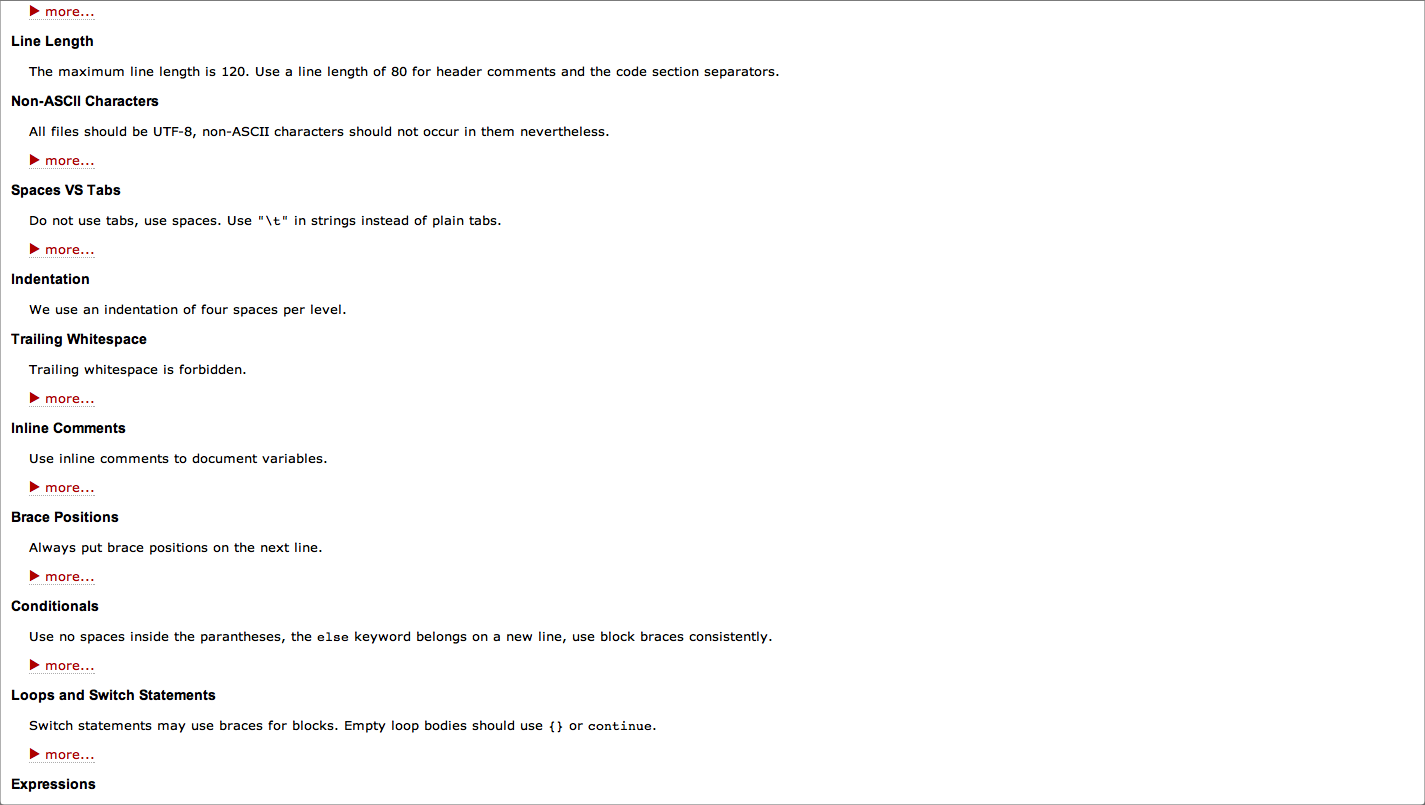 ▶ more...
Line Length
The maximum line length is 120. Use a line length of 80 for header comments and the code section separators.
Non-ASCII Characters
All files should be UTF-8, non-ASCII characters should not occur in them nevertheless.
▶ more...
Spaces VS Tabs
Do not use tabs, use spaces. Use "\t" in strings instead of plain tabs.
▶ more...
Indentation
We use an indentation of four spaces per level.
Trailing Whitespace
Trailing whitespace is forbidden.
▶ more...
Inline Comments
Use inline comments to document variables.
▶ more...
Brace Positions
Always put brace positions on the next line.
▶ more...
Conditionals
Use no spaces inside the parantheses, the else keyword belongs on a new line, use block braces consistently.
▶ more...
Loops and Switch Statements
Switch statements may use braces for blocks. Empty loop bodies should use {} or continue.
▶ more...
Expressions